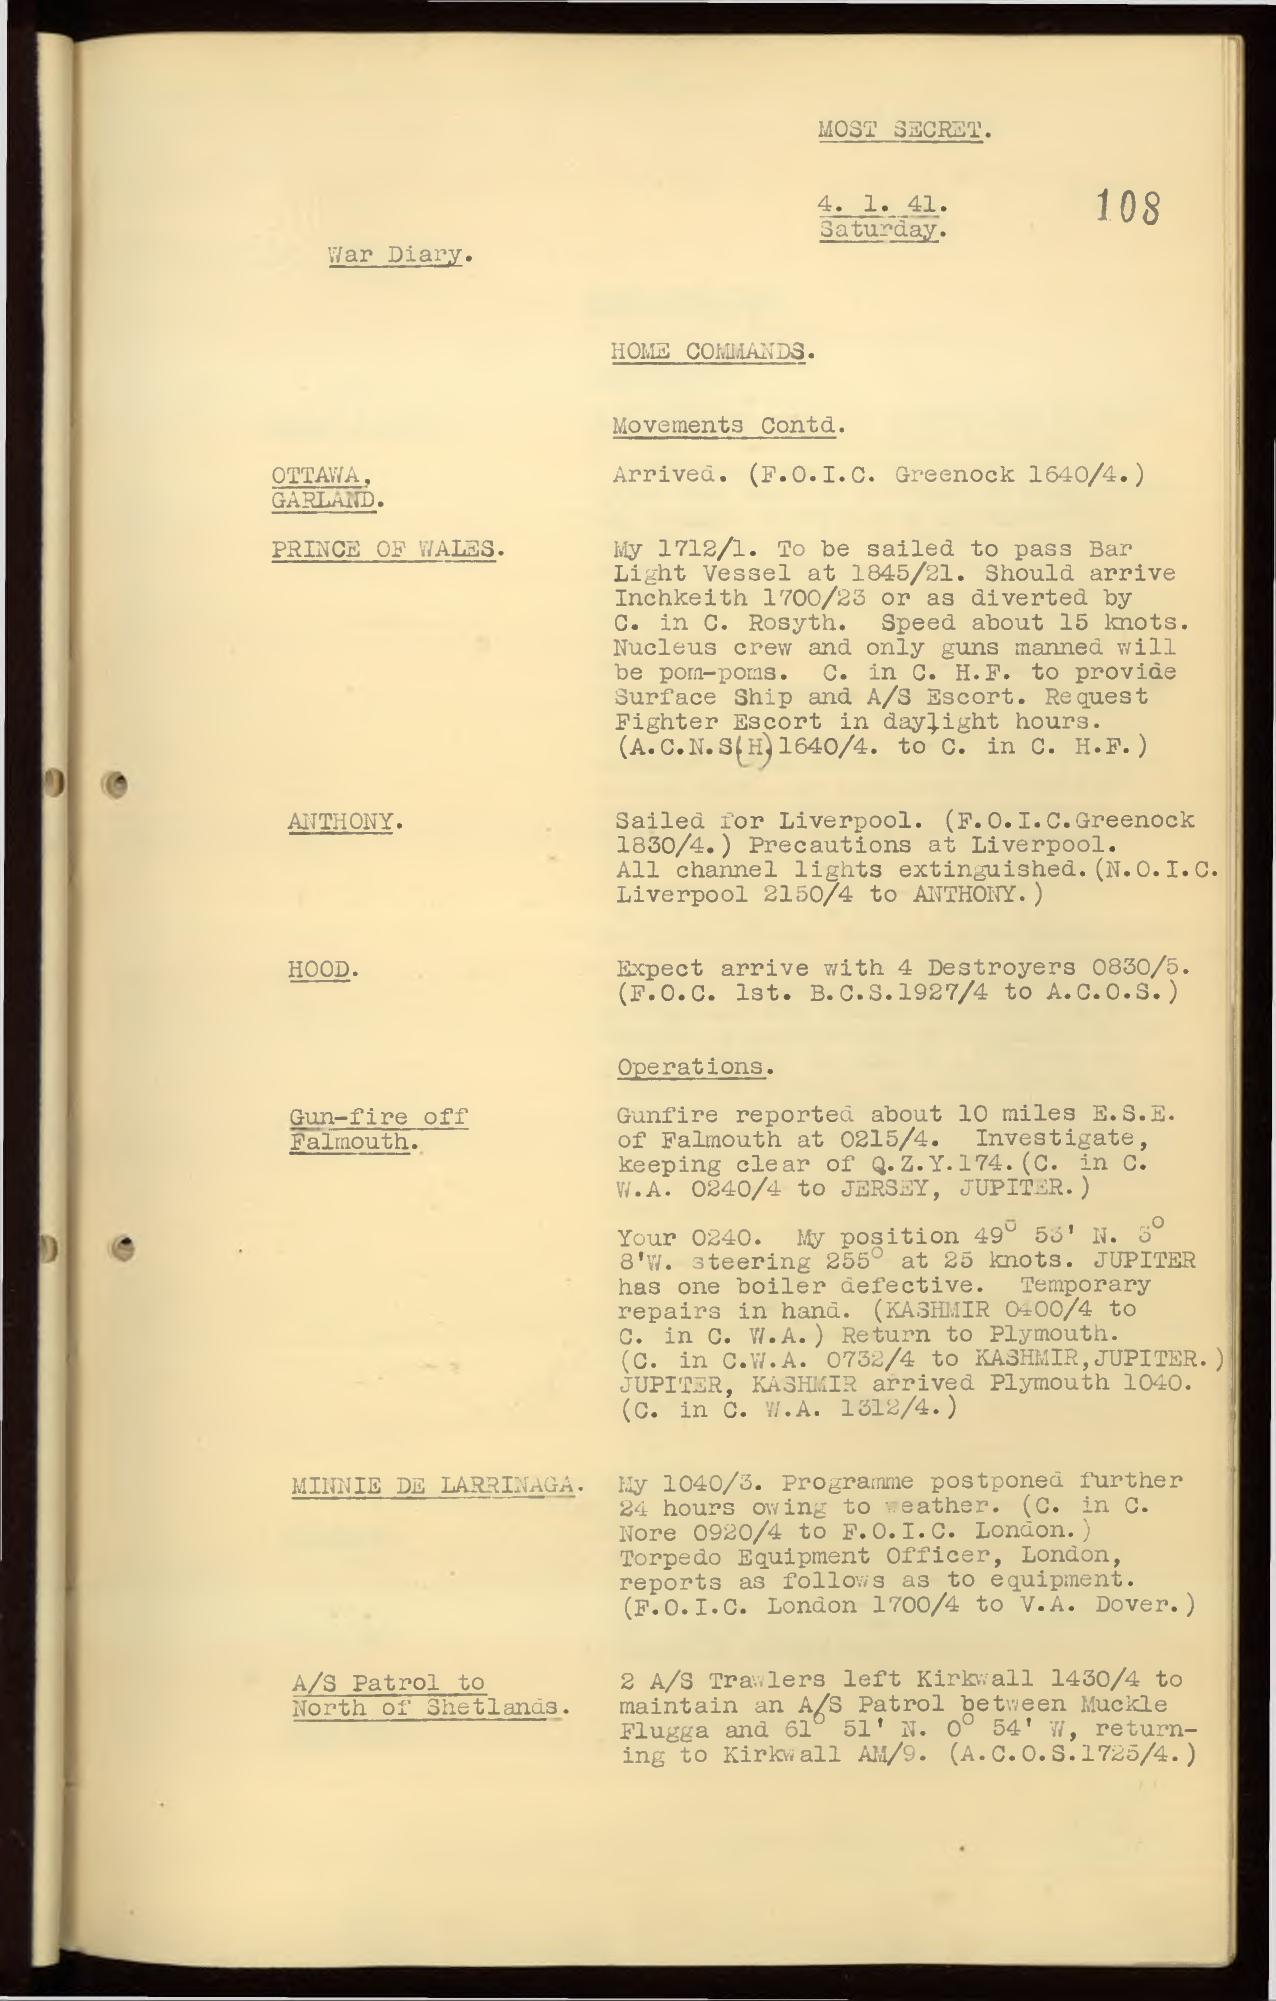 MOST SECRET.
4. 1. 41.
108
Saturday.
War Diary.
HOME COMMANDS.
Movements Contd.
OTTAWA,
GARLAND.
Arrived. (F.O.I.C. Greenock 1640/4.)
PRINCE OF WALES.
My 1712/1. To be sailed to pass Bar
Light Vessel at 1845/21. Should arrive
Inchkeith 1700/23 or as diverted by
C. in C. Rosyth. Speed about 15 knots.
Nucleus crew and only guns manned will
be pom-poms. C. in C. H.F. to provide
Surface Ship and A/S Escort. Request
Fighter Escort in daylight hours.
(A.C.N.S(H)1640/4. to C. in C. H.F.)
ANTHONY.
Sailed for Liverpool. (F.O.I.C.Greenock
1830/4.) Precautions at Liverpool.
All channel lights extinguished.(N.O.I.C.
Liverpool 2150/4 to ANTHONY.)
HOOD.
Expect arrive with 4 Destroyers 0830/5.
(F.O.C. 1st. B.C.S.1927/4 to A.C.O.S.)
Operations.
Gun-fire off
Falmouth.
Gunfire reported about 10 miles E.S.E.
of Falmouth at 0215/4. Investigate,
keeping clear of Q.Z.Y.174.(C. in C.
W.A. 0240/4 to JERSEY, JUPITER.)
Your 0240. My position 49° 53' N. 5°
8'W. steering 255° at 25 knots. JUPITER
has one boiler defective. Temporary
repairs in hand. (KASHMIR 0400/4 to
C. in C. W.A.) Return to Plymouth.
(C. in C.W.A. 0732/4 to KASHMIR,JUPITER.)
JUPITER, KASHMIR arrived Plymouth 1040.
(C. in C. W.A. 1312/4.)
MINNIE DE LARRINAGA.
My 1040/3. Programme postponed further
24 hours owing to weather. (C. in C.
Nore 0920/4 to F.O.I.C. London.)
Torpedo Equipment Officer, London,
reports as follows as to equipment.
(F.O.I.C. London 1700/4 to V.A. Dover.)
A/S Patrol to
North of Shetlands.
2 A/S Trawlers left Kirkwall 1430/4 to
maintain an A/S Patrol between Muckle
Flugga and 61° 51' N. 0° 54' W, return-
ing to Kirkwall AM/9. (A.C.O.S.1725/4.)